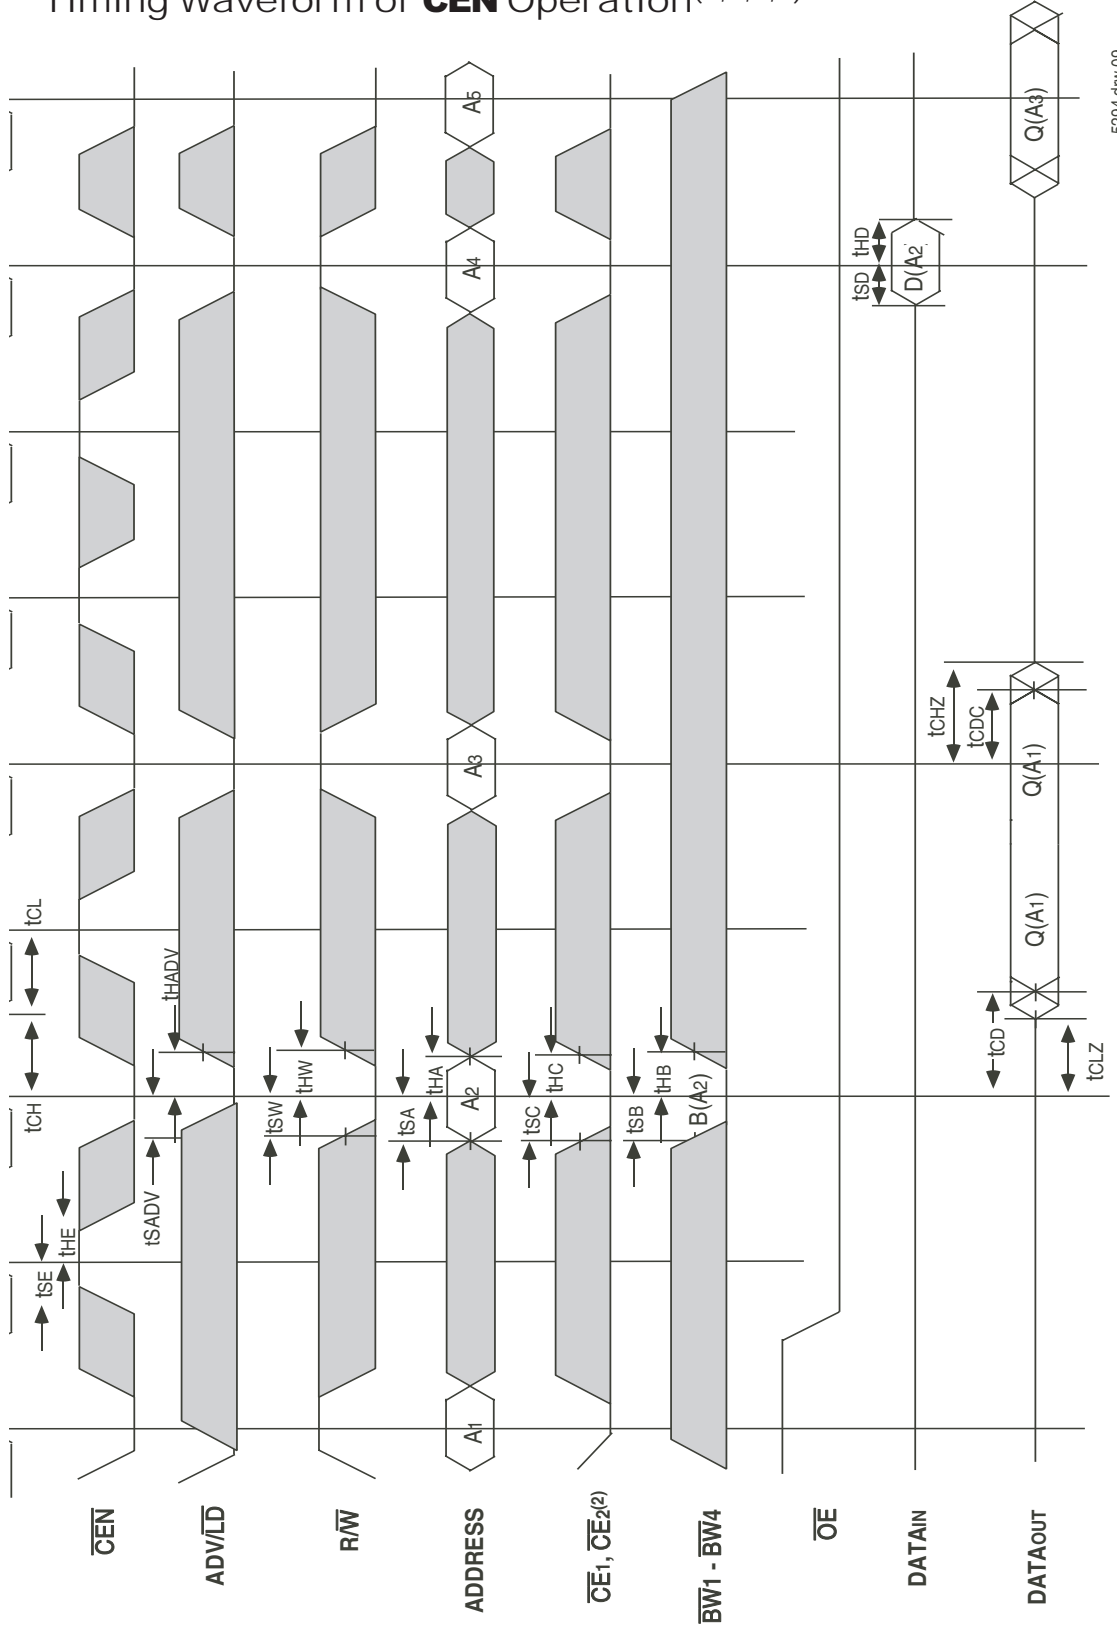 Timing Waveform of CEN Operation
tSE
tHE
tCH
tCL
CEN
tSADV
tHADV
ADV/LD
tSW
tHW
R/W
tSA
tHA
ADDRESS
A1
A2
A3
A4
A5
tSC
tHC
CE1, CE2(2)
tSB
tHB
B(A2)
BW1 - BW4
OE
tSD
tHD
D(A2)
DATAIN
tCHZ
tCDC
tCD
tCLZ
Q(A1)
Q(A1)
Q(A3)
DATAOUT